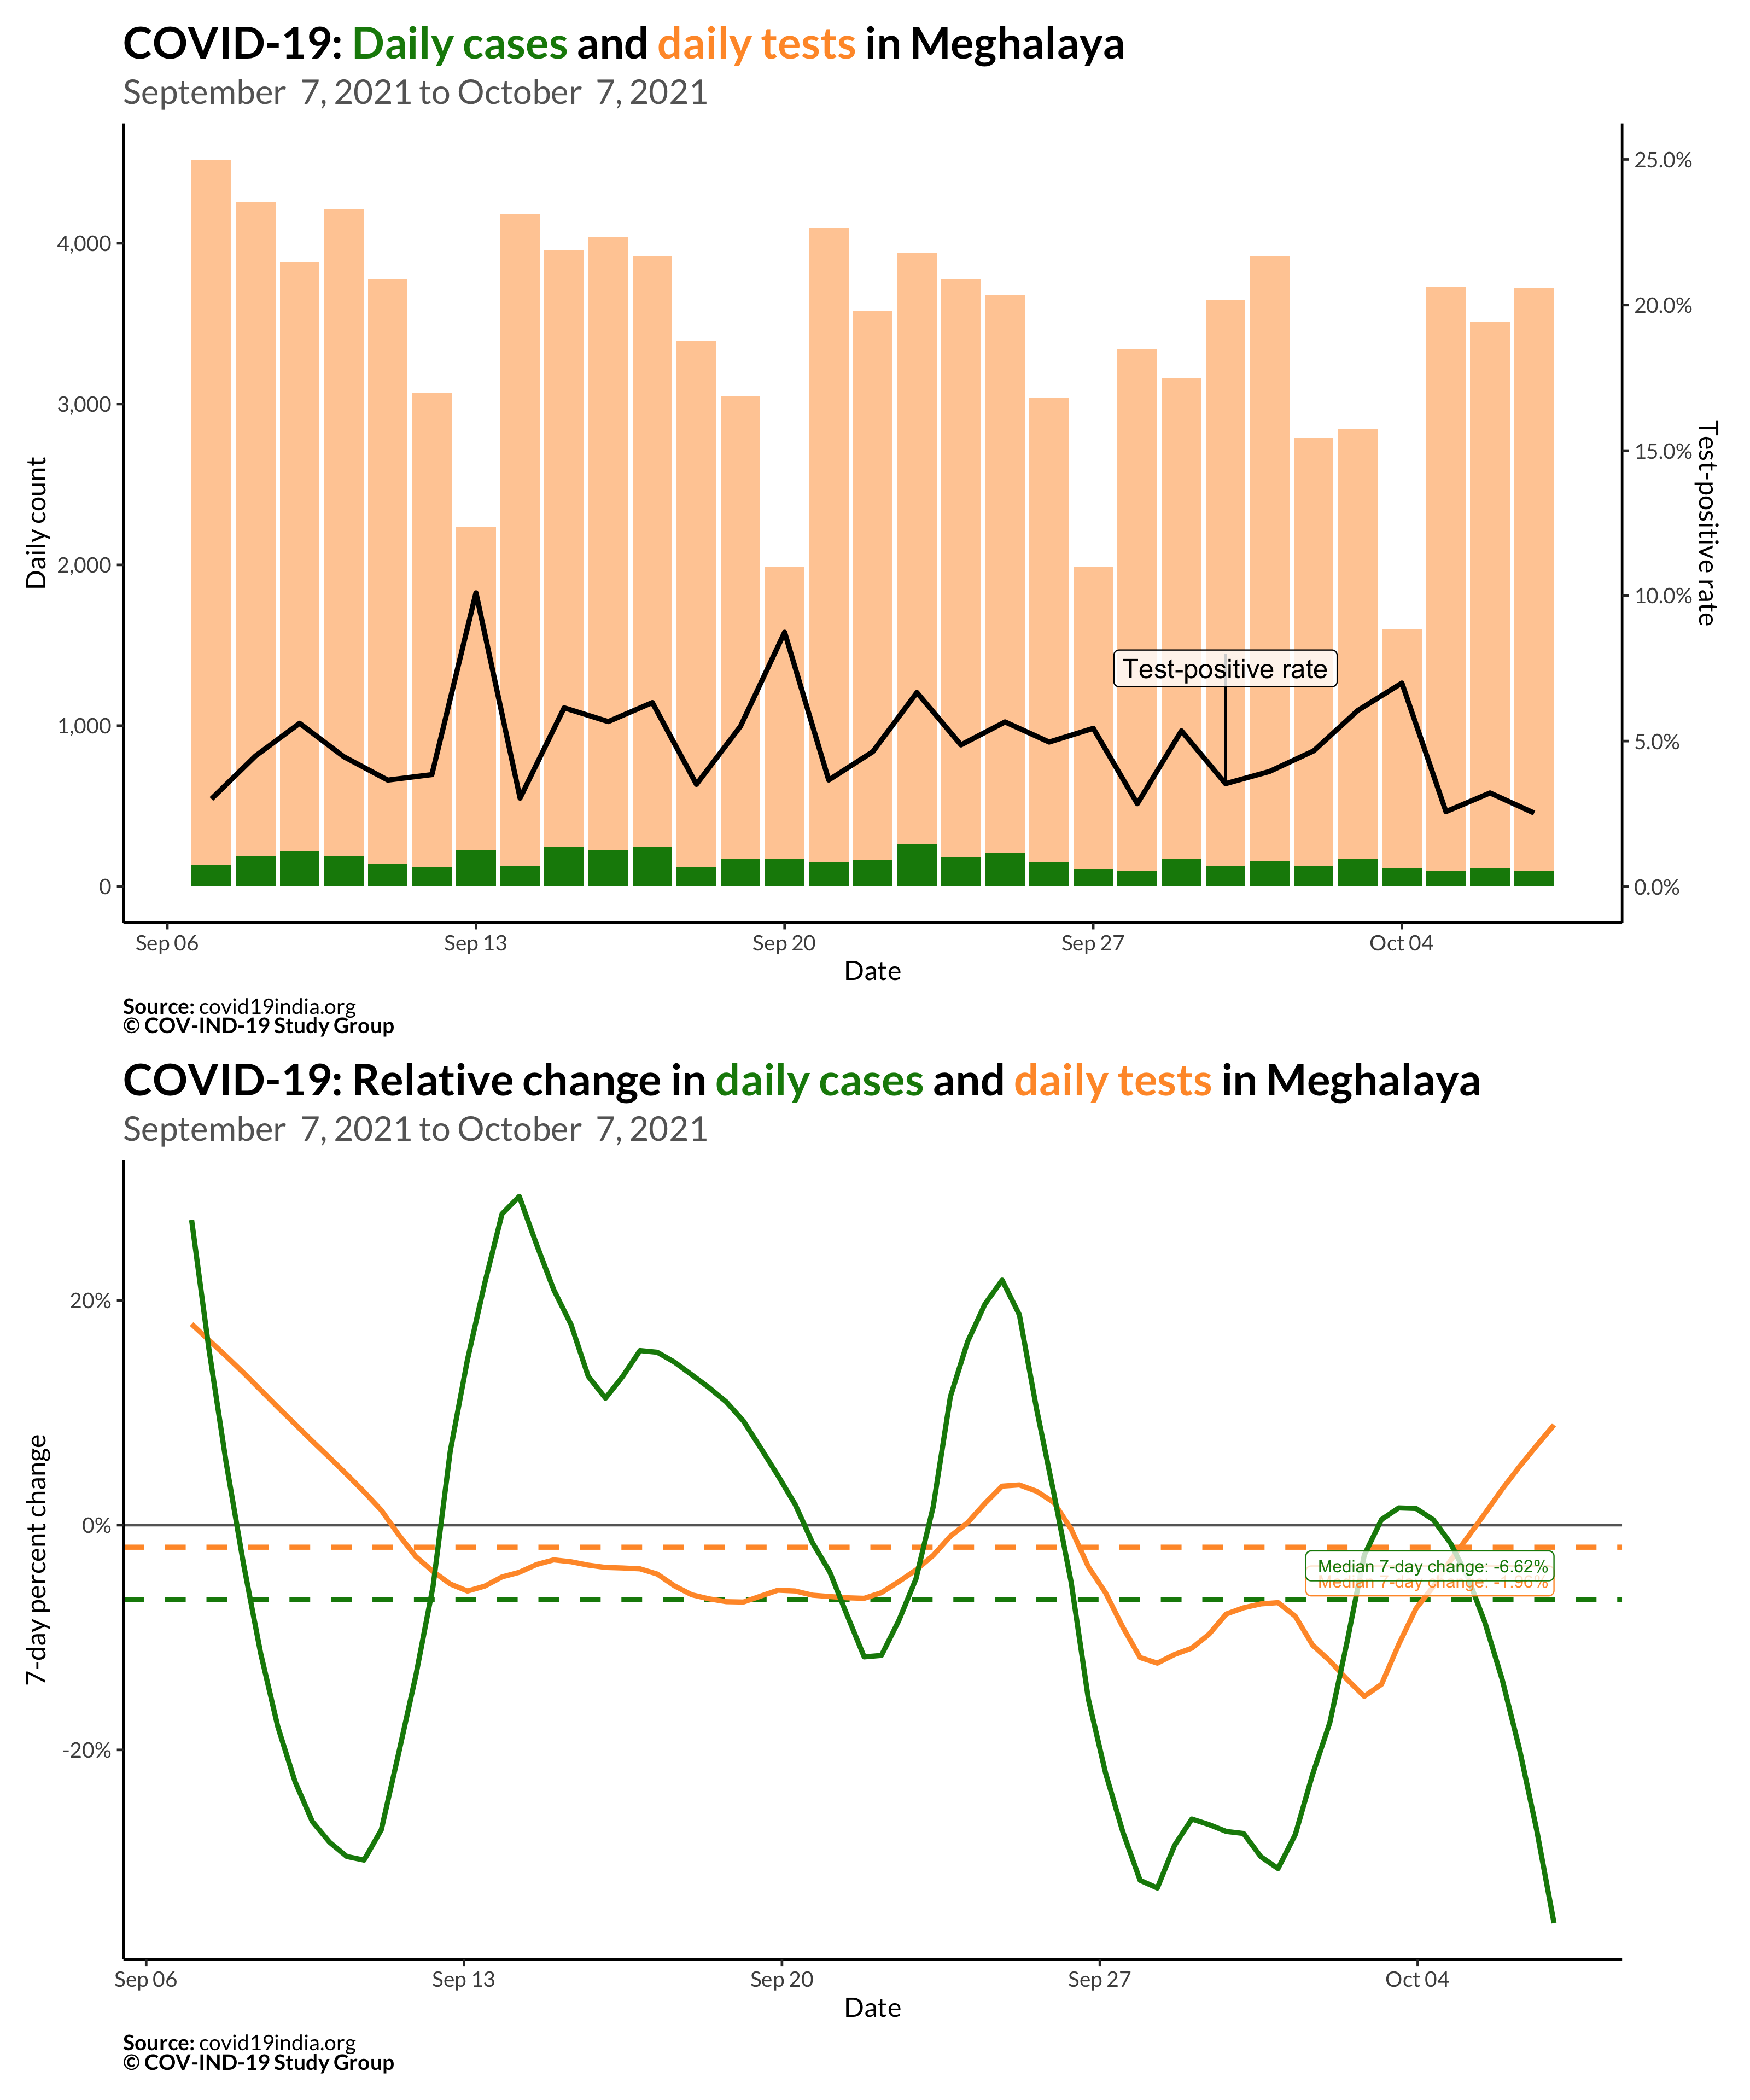 COVID-19: Daily cases and daily tests in Meghalaya
September 7, 2021 to October 7, 2021
Daily count
4,000
3,000
2,000
1,000
0
25.0%
20.0%
15.0%
10.0%
5.0%
0.0%
Test-positive rate
Test-positive rate
Sep 06
Sep 13
Sep 20
Sep 27
Oct 04
Date
Source: covid19india.org
© COV-IND-19 Study Group
COVID-19: Relative change in daily cases and daily tests in Meghalaya
September 7, 2021 to October 7, 2021
7-day percent change
20%
0%
-20%
Median 7-day change: -6.62%
Median 7-day change: -1.96%
Sep 06
Sep 13
Sep 20
Sep 27
Oct 04
Date
Source: covid19india.org
© COV-IND-19 Study Group